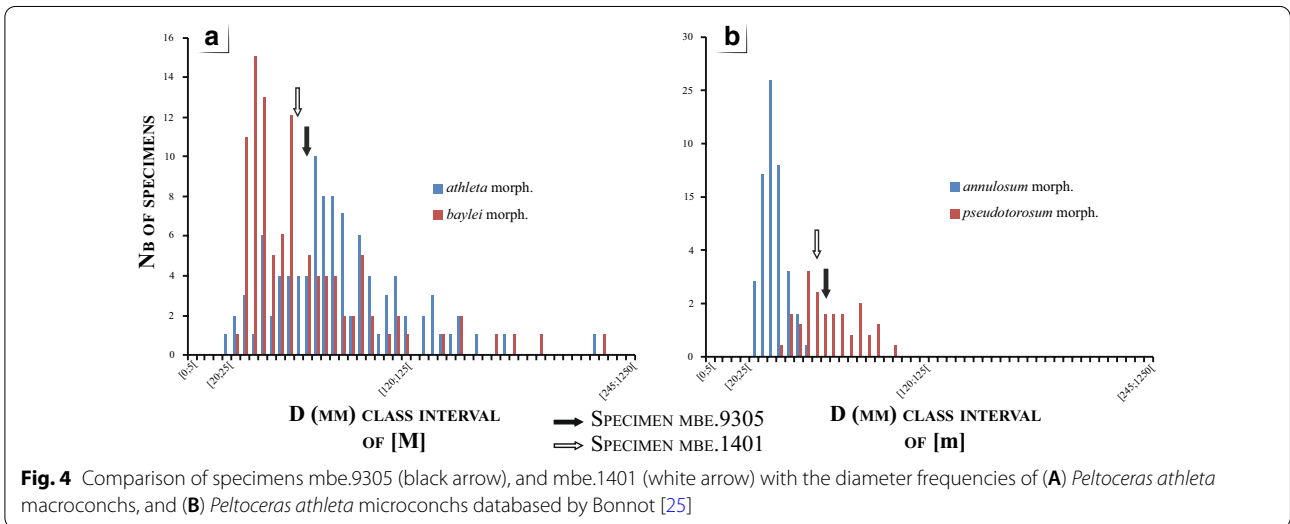 a
b
NB OF SPECIMENS
16
14
12
10
8
6
4
2
0
athleta morph.
baylei morph.
[0;5[
[20;25[
[120;125[
[245;1250[
D (MM) CLASS INTERVAL
OF [M]
30
25
10
15
4
2
0
annulosum morph.
pseudotorosum morph.
[0;5[
[20;25[
[120;125[
[245;1250[
D (MM) CLASS INTERVAL
OF [m]
SPECIMEN MBE.9305
SPECIMEN MBE.1401
Fig. 4 Comparison of specimens mbe.9305 (black arrow), and mbe.1401 (white arrow) with the diameter frequencies of (A) Peltoceras athleta
macroconchs, and (B) Peltoceras athleta microconchs databased by Bonnot [25]